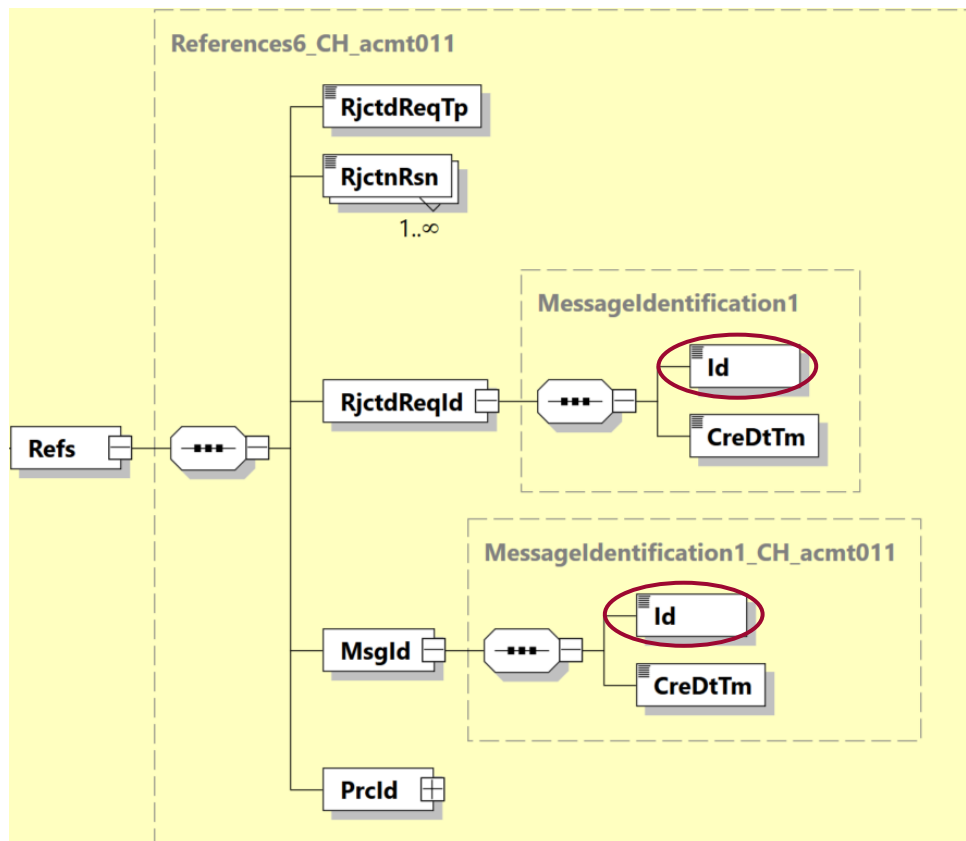 References6_CH_acmt011
RjctdReqTp
RjctnRsn
1..∞
MessageIdentification1
Id
RjctdReqId
CreDtTm
Refs
MessageIdentification1_CH_acmt011
Id
MsgId
CreDtTm
PrcId